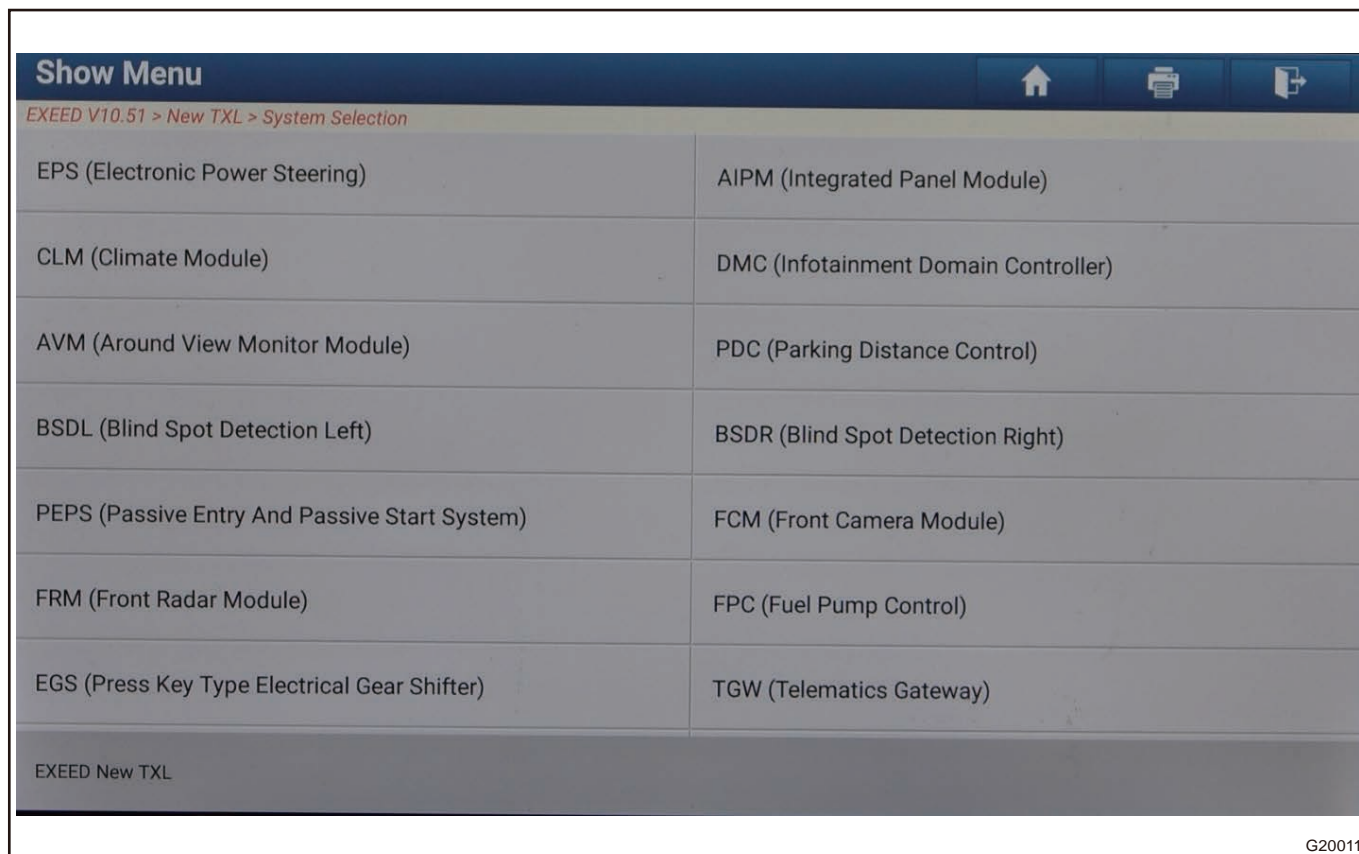 Show Menu
EXEED V10.51 > New TXL > System Selection
EPS (Electronic Power Steering)
AIPM (Integrated Panel Module)
CLM (Climate Module)
DMC (Infotainment Domain Controller)
AVM (Around View Monitor Module)
PDC (Parking Distance Control)
BSDL (Blind Spot Detection Left)
BSDR (Blind Spot Detection Right)
PEPS (Passive Entry And Passive Start System)
FCM (Front Camera Module)
FRM (Front Radar Module)
FPC (Fuel Pump Control)
EGS (Press Key Type Electrical Gear Shifter)
TGW (Telematics Gateway)
EXEED New TXL
G20011